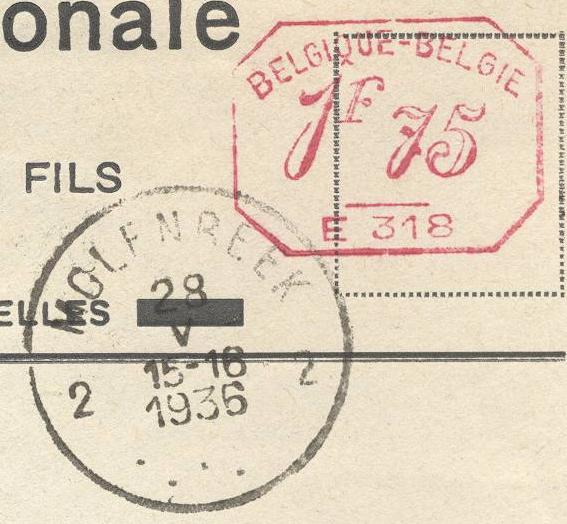 onale
BELGIQUE-BELGIE
1F 75
E 318
FILS
ELLES
MOLENBEEK
28
V
15-16
1936
2 2